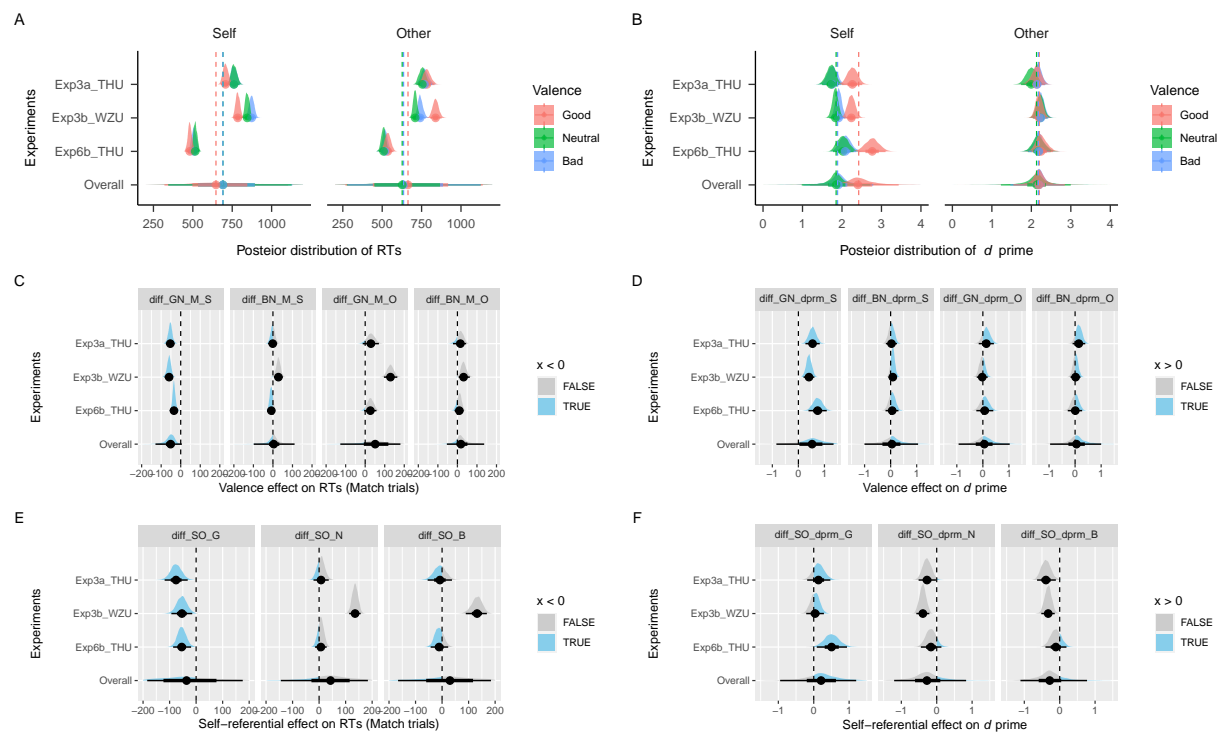 A
Self
Other
Experiments
Exp3a_THU
Exp3b_WZU
Exp6b_THU
Overall
250 500 750 1000 250 500 750 1000
Posteior distribution of RTs
Valence
Good
Neutral
Bad
B
Self
Other
Experiments
Exp3a_THU
Exp3b_WZU
Exp6b_THU
Overall
0 1 2 3 4 0 1 2 3 4
Posteior distribution of d prime
Valence
Good
Neutral
Bad
C
diff_GN_M_S diff_BN_M_S diff_GN_M_O diff_BN_M_O
Experiments
Exp3a_THU
Exp3b_WZU
Exp6b_THU
Overall
−200 −100 0 100 200 −200 −100 0 100 200 −200 −100 0 100 200 −200 −100 0 100 200
Valence effect on RTs (Match trials)
x < 0
FALSE
TRUE
D
diff_GN_dprm_S diff_BN_dprm_S diff_GN_dprm_O diff_BN_dprm_O
Experiments
Exp3a_THU
Exp3b_WZU
Exp6b_THU
Overall
−1 0 1 −1 0 1 −1 0 1 −1 0 1
Valence effect on d prime
x > 0
FALSE
TRUE
E
diff_SO_G diff_SO_N diff_SO_B
Experiments
Exp3a_THU
Exp3b_WZU
Exp6b_THU
Overall
−200 −100 0 100 200 −200 −100 0 100 200 −200 −100 0 100 200
Self−referential effect on RTs (Match trials)
x < 0
FALSE
TRUE
F
diff_SO_dprm_G diff_SO_dprm_N diff_SO_dprm_B
Experiments
Exp3a_THU
Exp3b_WZU
Exp6b_THU
Overall
−1 0 1 −1 0 1 −1 0 1
Self−referential effect on d prime
x > 0
FALSE
TRUE